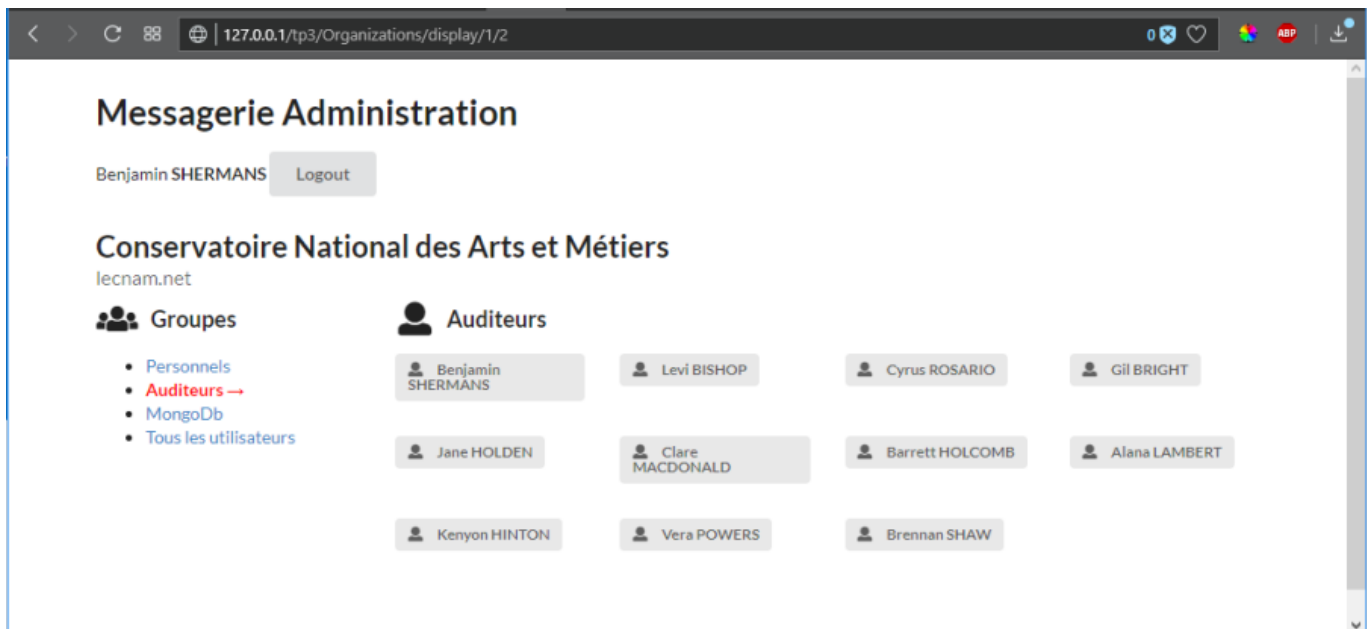 127.0.0.1/tp3/Organizations/display/1/2
0
ABP
Messagerie Administration
Benjamin SHERMANS Logout
Conservatoire National des Arts et Métiers
lecnam.net
Groupes
Personnels
Auditeurs →
MongoDb
Tous les utilisateurs
Auditeurs
Benjamin
SHERMANS
Levi BISHOP
Cyrus ROSARIO
Gil BRIGHT
Jane HOLDEN
Clare
MACDONALD
Barrett HOLCOMB
Alana LAMBERT
Kenyon HINTON
Vera POWERS
Brennan SHAW